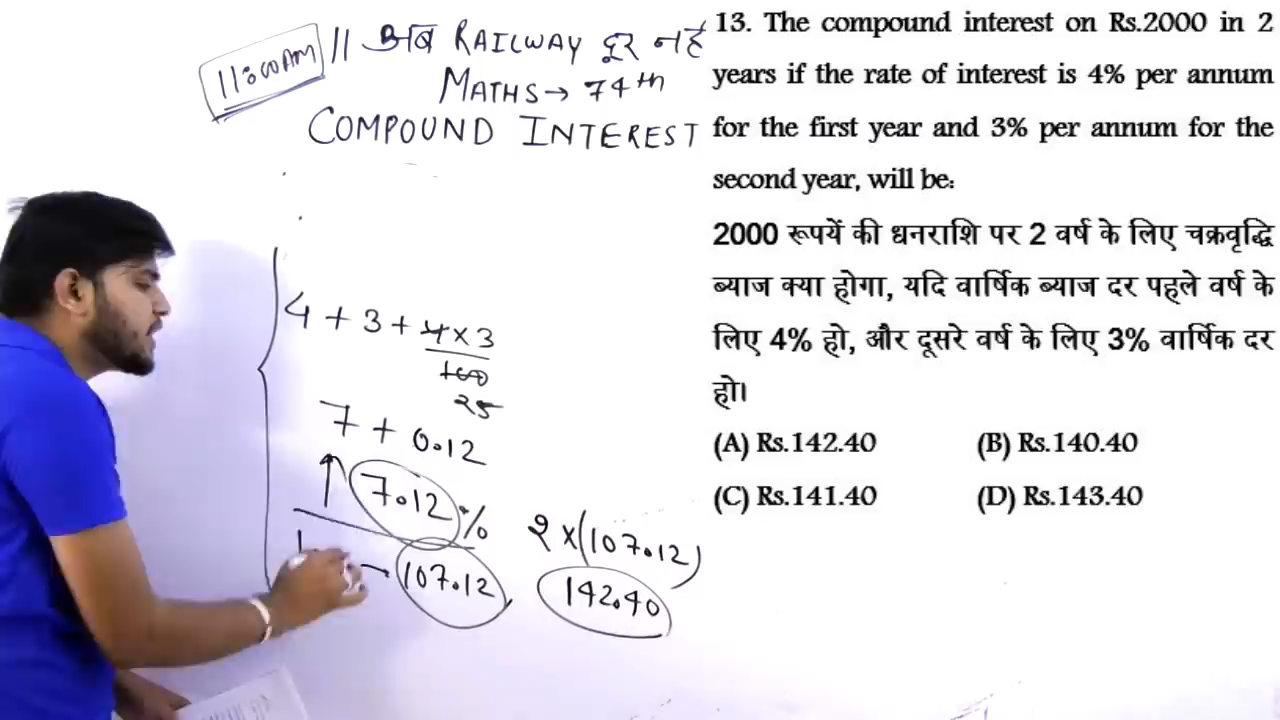 11:00AM // अब RAILWAY दूर नहीं
MATHS → 74th
COMPOUND INTEREST
4 + 3 + 4 × 3
100
25
7 + 0.12
7.12 %
107.12
2 × (107.12)
142.40
13. The compound interest on Rs.2000 in 2
years if the rate of interest is 4% per annum
for the first year and 3% per annum for the
second year, will be:
2000 रूपयें की धनराशि पर 2 वर्ष के लिए चक्रवृद्धि
ब्याज क्या होगा, यदि वार्षिक ब्याज दर पहले वर्ष के
लिए 4% हो, और दूसरे वर्ष के लिए 3% वार्षिक दर
हो।
(A) Rs.142.40 (B) Rs.140.40
(C) Rs.141.40 (D) Rs.143.40